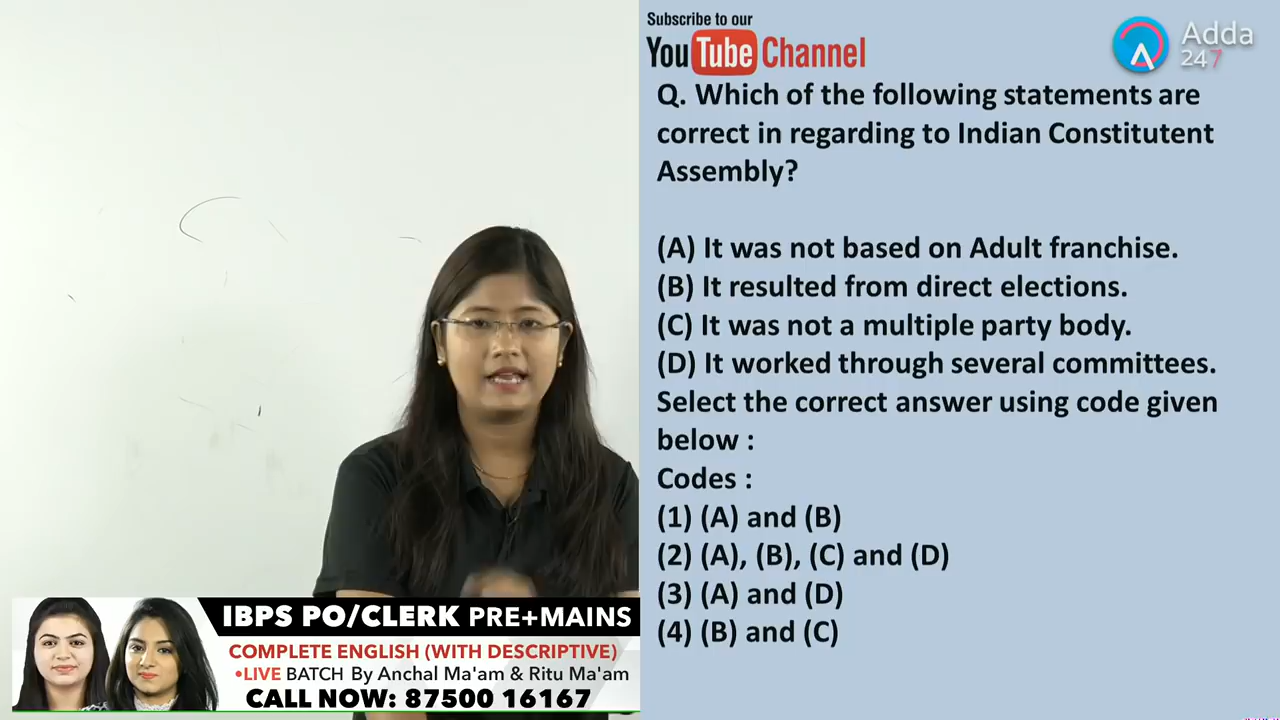 Subscribe to our
YouTube Channel
Adda
247
Q. Which of the following statements are
correct in regarding to Indian Constitutent
Assembly?
(A) It was not based on Adult franchise.
(B) It resulted from direct elections.
(C) It was not a multiple party body.
(D) It worked through several committees.
Select the correct answer using code given
below :
Codes :
(1) (A) and (B)
(2) (A), (B), (C) and (D)
(3) (A) and (D)
(4) (B) and (C)
IBPS PO/CLERK PRE+MAINS
COMPLETE ENGLISH (WITH DESCRIPTIVE)
•LIVE BATCH By Anchal Ma'am & Ritu Ma'am
CALL NOW: 87500 16167